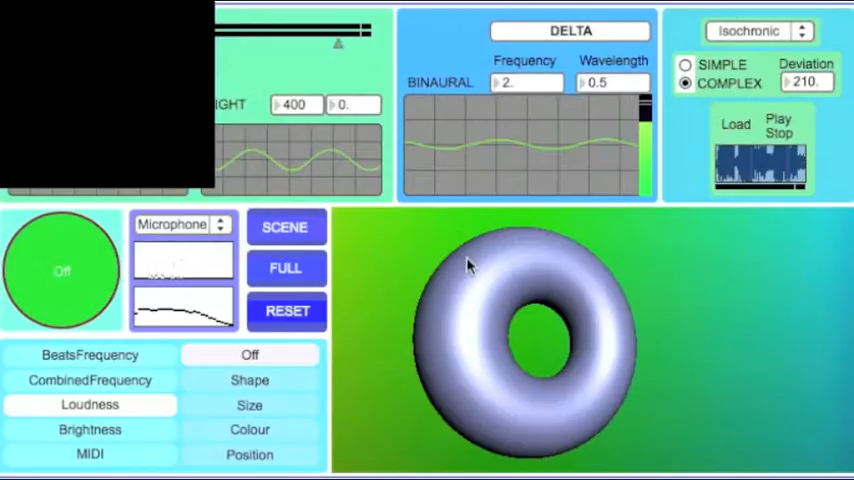 DELTA
Frequency Wavelength
BINAURAL 2. 0.5
IGHT 400 0.
Isochronic
SIMPLE
COMPLEX
Deviation
210.
Load Play
Stop
Off
Microphone
SCENE
FULL
RESET
BeatsFrequency Off
CombinedFrequency Shape
Loudness Size
Brightness Colour
MIDI Position